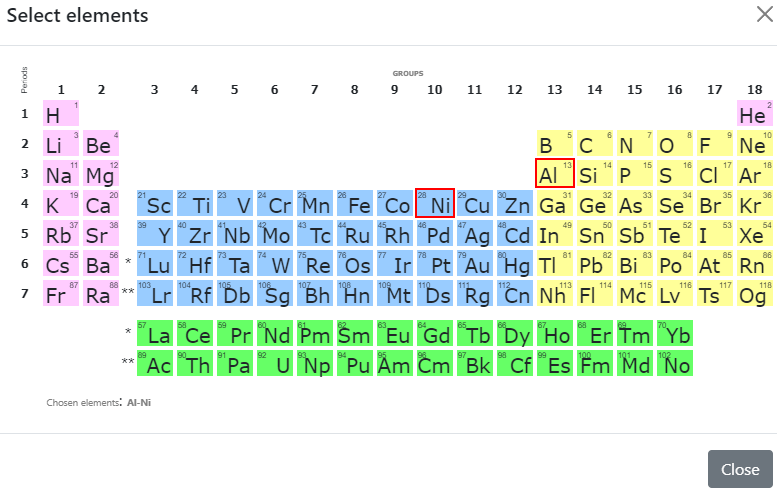 Select elements
Periods
GROUPS
1 2 3 4 5 6 7 8 9 10 11 12 13 14 15 16 17 18
1 H 1 He 2
2 Li 3 Be 4 B 5 C 6 N 7 O 8 F 9 Ne 10
3 Na 11 Mg 12 Al 13 Si 14 P 15 S 16 Cl 17 Ar 18
4 K 19 Ca 20 21 Sc 22 Ti 23 V 24 Cr 25 Mn 26 Fe 27 Co 28 Ni 29 Cu 30 Zn Ga 31 Ge 32 As 33 Se 34 Br 35 Kr 36
5 Rb 37 Sr 38 39 Y 40 Zr 41 Nb 42 Mo 43 Tc 44 Ru 45 Rh 46 Pd 47 Ag 48 Cd In 49 Sn 50 Sb 51 Te 52 I 53 Xe 54
6 Cs 55 Ba 56 * 71 Lu 72 Hf 73 Ta 74 W 75 Re 76 Os 77 Ir 78 Pt 79 Au 80 Hg Tl 81 Pb 82 Bi 83 Po 84 At 85 Rn 86
7 Fr 87 Ra 88 ** 103 Lr 104 Rf 105 Db 106 Sg 107 Bh 108 Hn 109 Mt 110 Ds 111 Rg 112 Cn Nh 113 Fl 114 Mc 115 Lv 116 Ts 117 Og 118
* 57 La 58 Ce 59 Pr 60 Nd 61 Pm 62 Sm 63 Eu 64 Gd 65 Tb 66 Dy 67 Ho 68 Er 69 Tm 70 Yb
** 89 Ac 90 Th 91 Pa 92 U 93 Np 94 Pu 95 Am 96 Cm 97 Bk 98 Cf 99 Es 100 Fm 101 Md 102 No
Chosen elements: Al-Ni
Close